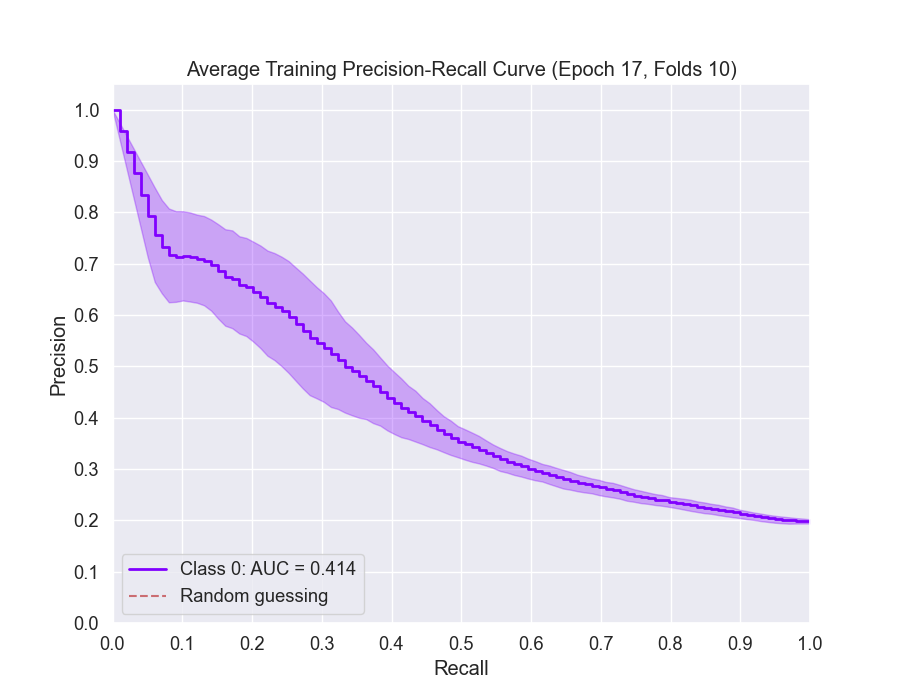 Average Training Precision-Recall Curve (Epoch 17, Folds 10)
Precision
1.0
0.9
0.8
0.7
0.6
0.5
0.4
0.3
0.2
0.1
0.0
Class 0: AUC = 0.414
Random guessing
0.0 0.1 0.2 0.3 0.4 0.5 0.6 0.7 0.8 0.9 1.0
Recall